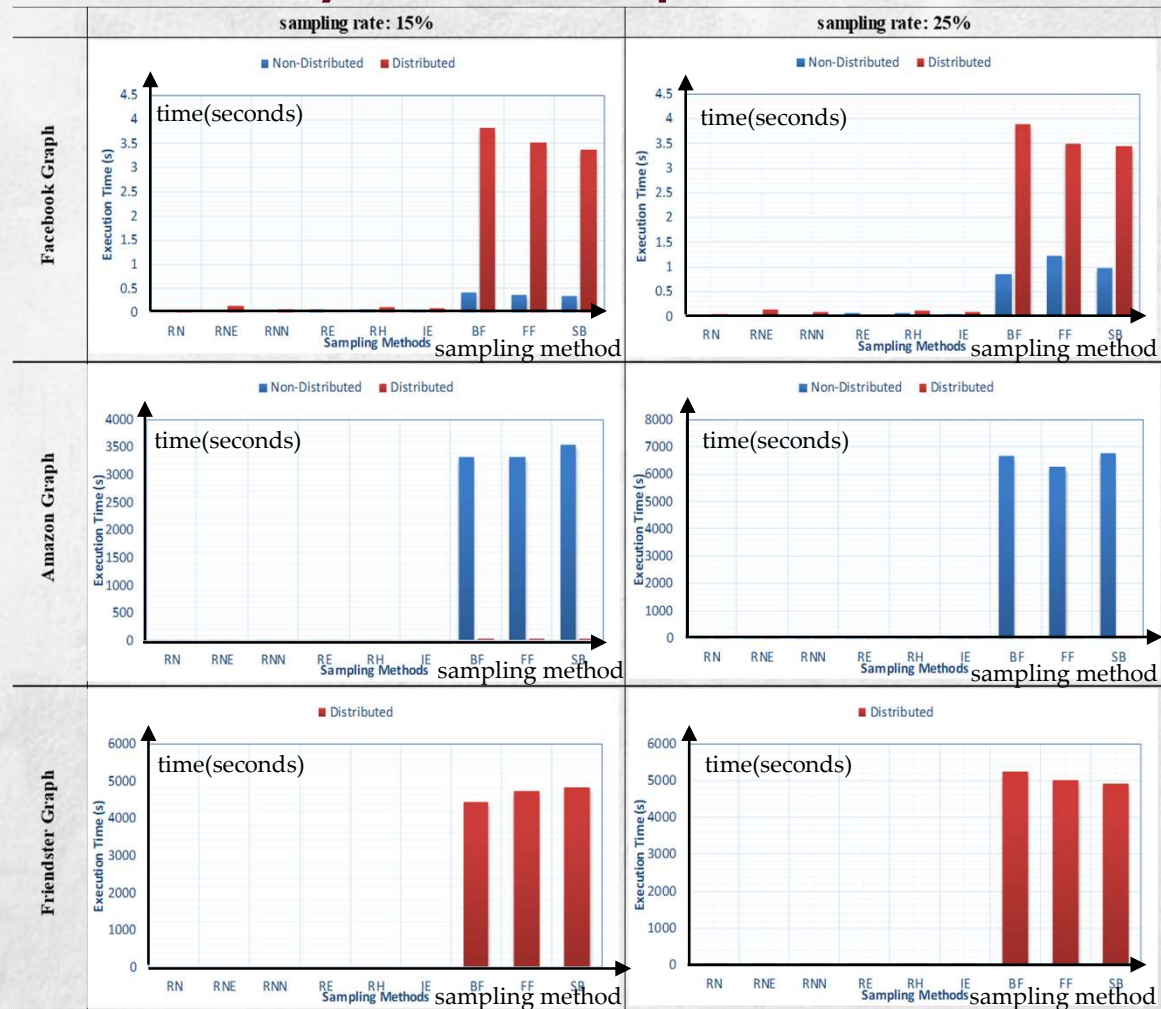 sampling rate: 15%
sampling rate: 25%
Facebook Graph
Non-Distributed Distributed
time(seconds)
Execution Time (s)
4.5
4
3.5
3
2.5
2
1.5
1
0.5
0
RN RNE RNN RE RH IE BF FF SB
Sampling Methods
sampling method
Non-Distributed Distributed
time(seconds)
Execution Time (s)
4.5
4
3.5
3
2.5
2
1.5
1
0.5
0
RN RNE RNN RE RH IE BF FF SB
Sampling Methods
sampling method
Amazon Graph
Non-Distributed Distributed
time(seconds)
Execution Time (s)
4000
3500
3000
2500
2000
1500
1000
500
0
RN RNE RNN RE RH IE BF FF SB
Sampling Methods
sampling method
Non-Distributed Distributed
time(seconds)
Execution Time (s)
8000
7000
6000
5000
4000
3000
2000
1000
0
RN RNE RNN RE RH IE BF FF SB
Sampling Methods
sampling method
Friendster Graph
Distributed
time(seconds)
Execution Time (s)
6000
5000
4000
3000
2000
1000
0
RN RNE RNN RE RH IE BF FF SB
Sampling Methods
sampling method
Distributed
time(seconds)
Execution Time (s)
6000
5000
4000
3000
2000
1000
0
RN RNE RNN RE RH IE BF FF SB
Sampling Methods
sampling method